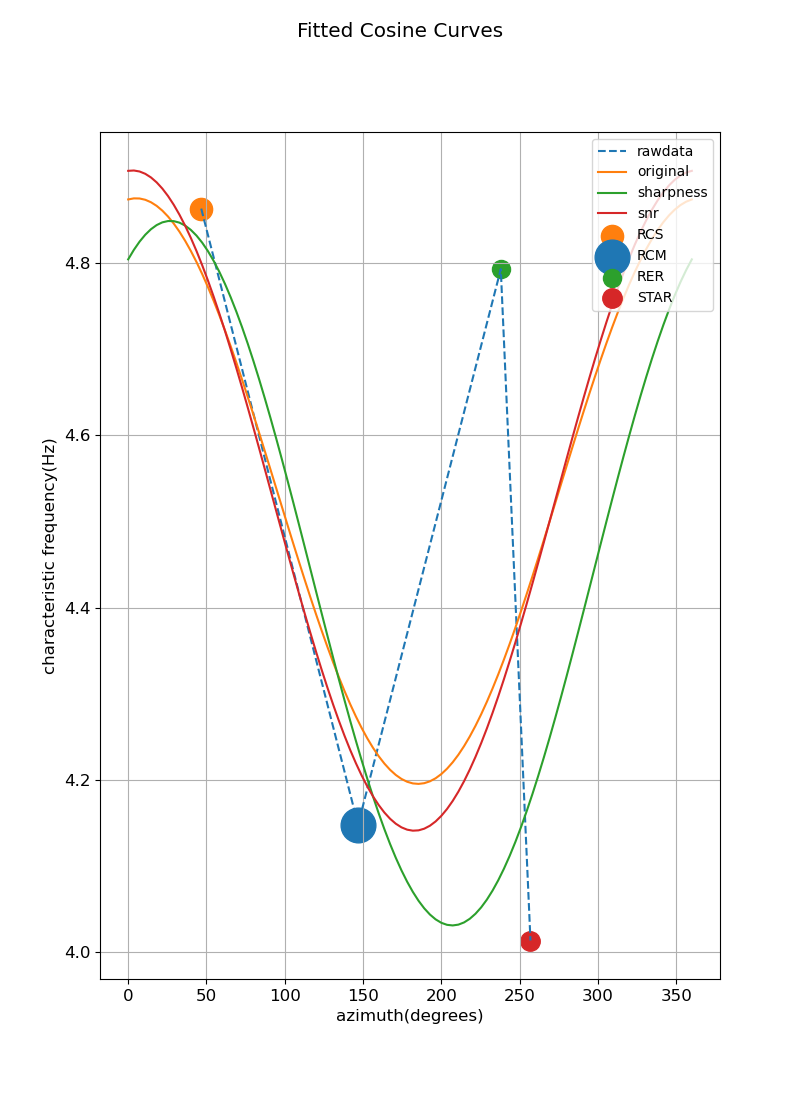 Fitted Cosine Curves
rawdata
original
sharpness
snr
RCS
RCM
RER
STAR
characteristic frequency(Hz)
4.8
4.6
4.4
4.2
4.0
0 50 100 150 200 250 300 350
azimuth(degrees)